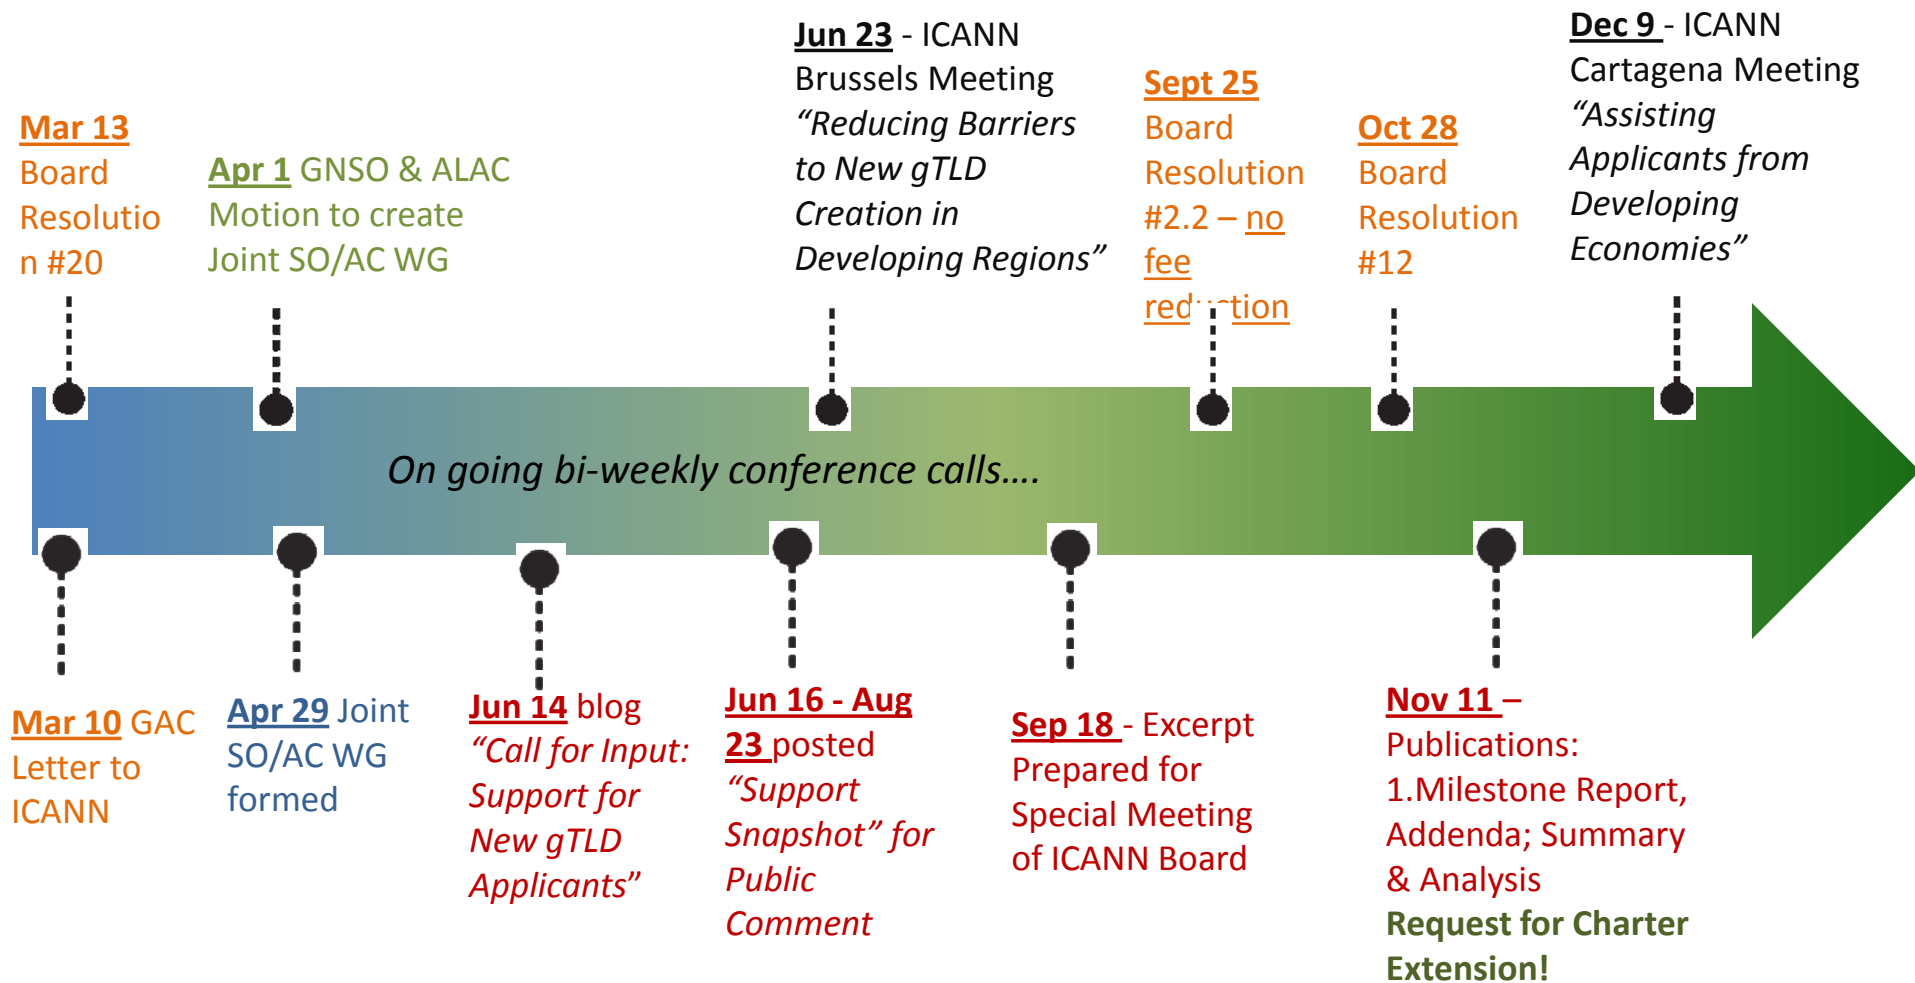 Mar 13
Board
Resolutio
n #20
Apr 1 GNSO & ALAC
Motion to create
Joint SO/AC WG
Jun 23 - ICANN
Brussels Meeting
“Reducing Barriers
to New gTLD
Creation in
Developing Regions”
Sept 25
Board
Resolution
#2.2 – no
fee
reduction
Oct 28
Board
Resolution
#12
Dec 9 - ICANN
Cartagena Meeting
“Assisting
Applicants from
Developing
Economies”
On going bi-weekly conference calls....
Mar 10 GAC
Letter to
ICANN
Apr 29 Joint
SO/AC WG
formed
Jun 14 blog
“Call for Input:
Support for
New gTLD
Applicants”
Jun 16 - Aug
23 posted
“Support
Snapshot” for
Public
Comment
Sep 18 - Excerpt
Prepared for
Special Meeting
of ICANN Board
Nov 11 –
Publications:
1.Milestone Report,
Addenda; Summary
& Analysis
Request for Charter
Extension!